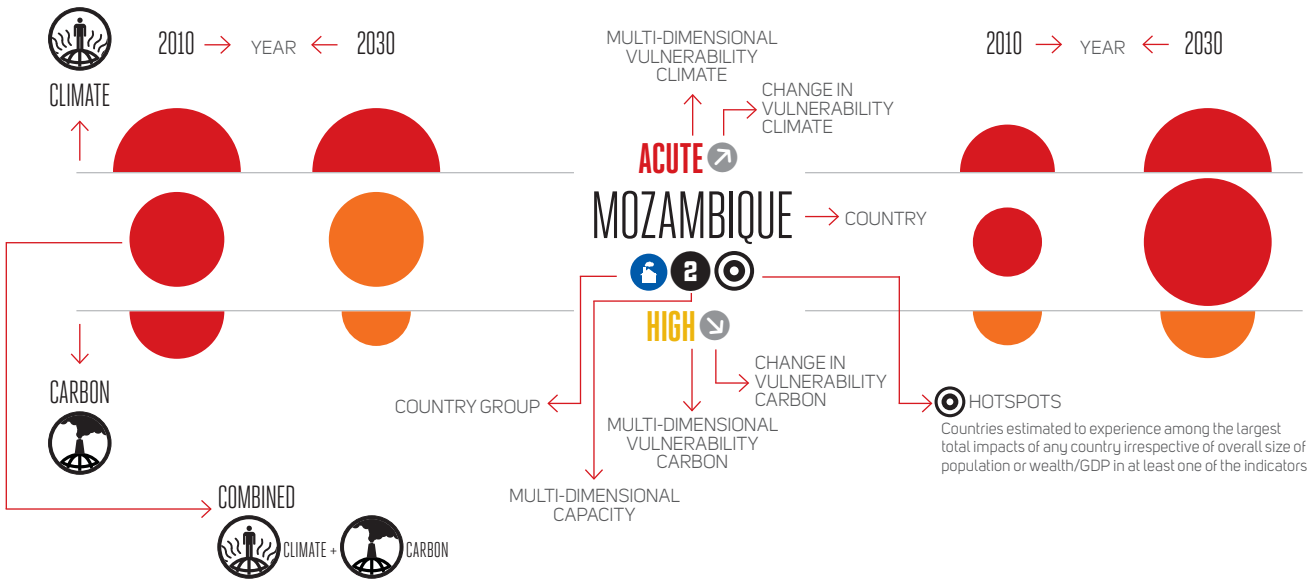 2010 → YEAR ← 2030
CLIMATE
CARBON
COMBINED
CLIMATE + CARBON
MULTI-DIMENSIONAL
VULNERABILITY
CLIMATE
CHANGE IN
VULNERABILITY
CLIMATE
ACUTE
MOZAMBIQUE
COUNTRY
2
HIGH
COUNTRY GROUP
CHANGE IN
VULNERABILITY
CARBON
MULTI-DIMENSIONAL
VULNERABILITY
CARBON
MULTI-DIMENSIONAL
CAPACITY
2010 → YEAR ← 2030
HOTSPOTS
Countries estimated to experience among the largest
total impacts of any country irrespective of overall size of
population or wealth/GDP in at least one of the indicators